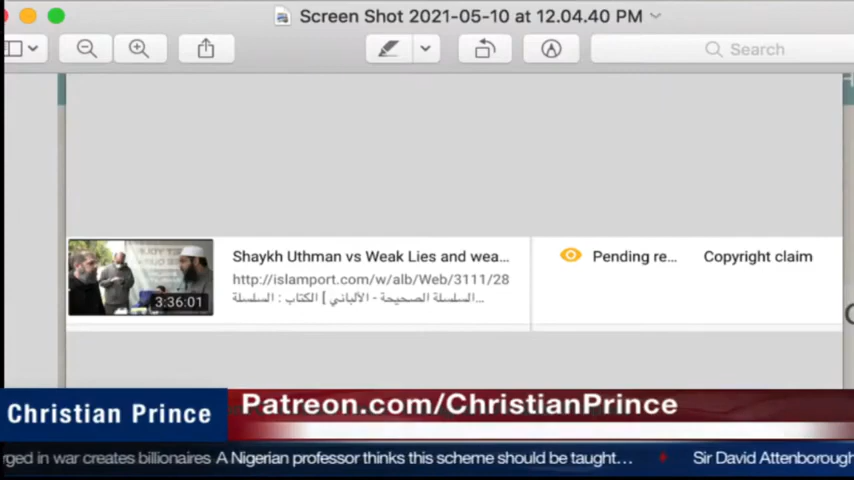 Screen Shot 2021-05-10 at 12.04.40 PM
Search
Shaykh Uthman vs Weak Lies and wea...
Pending re...
Copyright claim
http://islamport.com/w/alb/Web/3111/28
السلسلة الصحيحة - الألباني ] الكتاب : السلسلة...
3:36:01
Patreon.com/ChristianPrince
Christian Prince
rged in war creates billionaires A Nigerian professor thinks this scheme should be taught... Sir David Attenborough